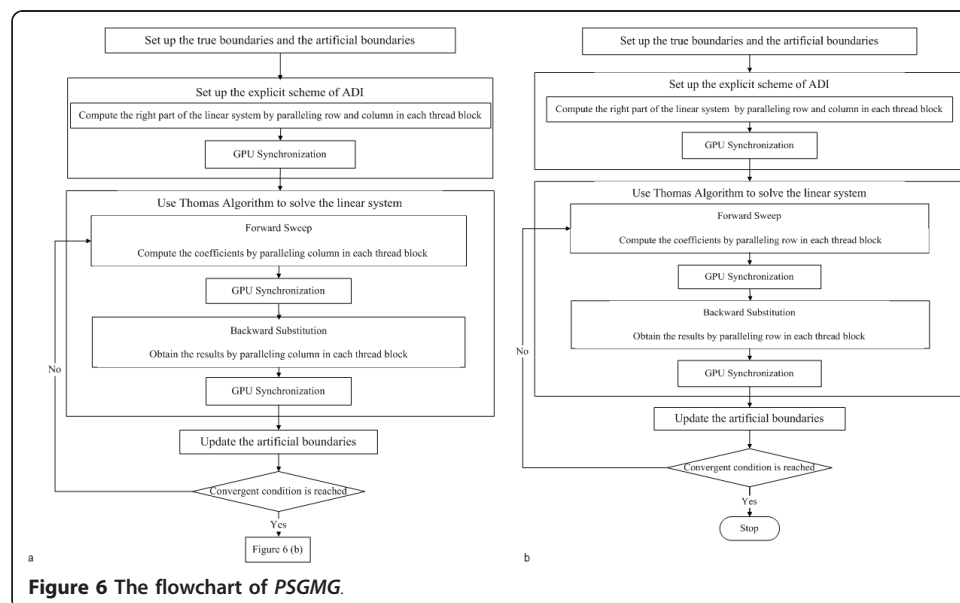 Set up the true boundaries and the artificial boundaries
Set up the explicit scheme of ADI
Compute the right part of the linear system by paralleling row and column in each thread block
GPU Synchronization
Use Thomas Algorithm to solve the linear system
Forward Sweep
Compute the coefficients by paralleling column in each thread block
GPU Synchronization
Backward Substitution
Obtain the results by paralleling column in each thread block
No
GPU Synchronization
Update the artificial boundaries
Convergent condition is reached
Yes
Figure 6 (b)
a
Set up the true boundaries and the artificial boundaries
Set up the explicit scheme of ADI
Compute the right part of the linear system by paralleling row and column in each thread block
GPU Synchronization
Use Thomas Algorithm to solve the linear system
Forward Sweep
Compute the coefficients by paralleling row in each thread block
GPU Synchronization
Backward Substitution
Obtain the results by paralleling row in each thread block
No
GPU Synchronization
Update the artificial boundaries
Convergent condition is reached
Yes
Stop
b
Figure 6 The flowchart of PSGMG.